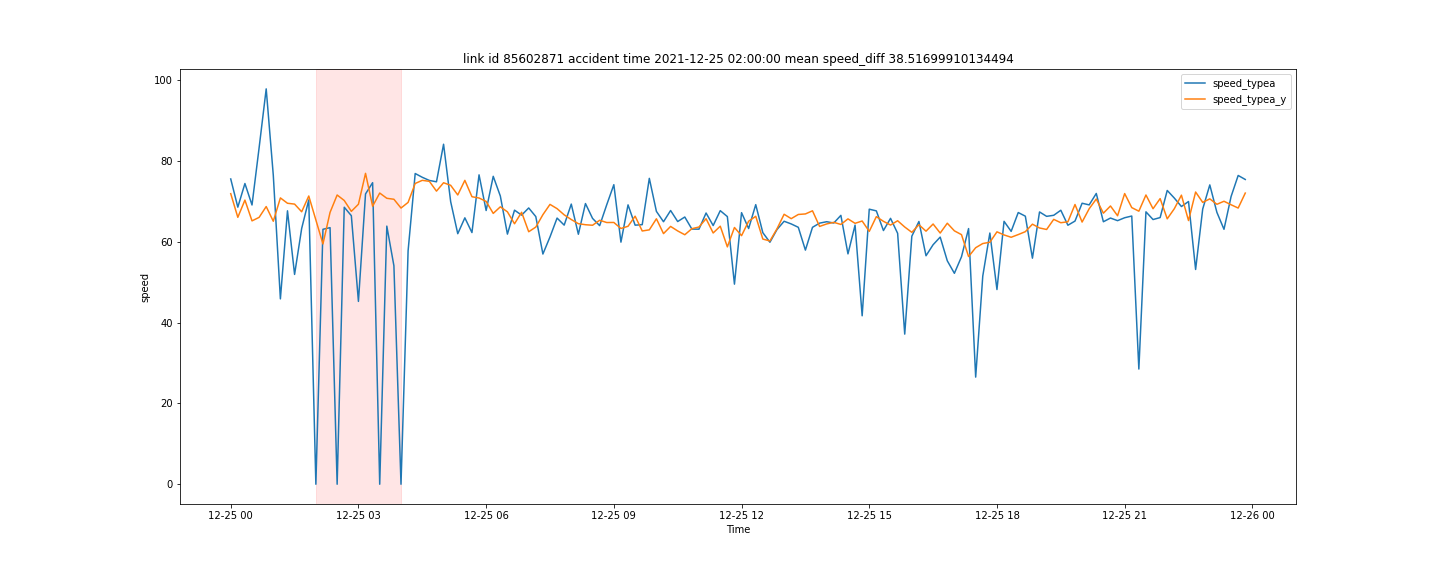 link id 85602871 accident time 2021-12-25 02:00:00 mean speed_diff 38.51699910134494
speed_typea
speed_typea_y
100
80
60
40
20
0
speed
12-25 00 12-25 03 12-25 06 12-25 09 12-25 12 12-25 15 12-25 18 12-25 21 12-26 00
Time